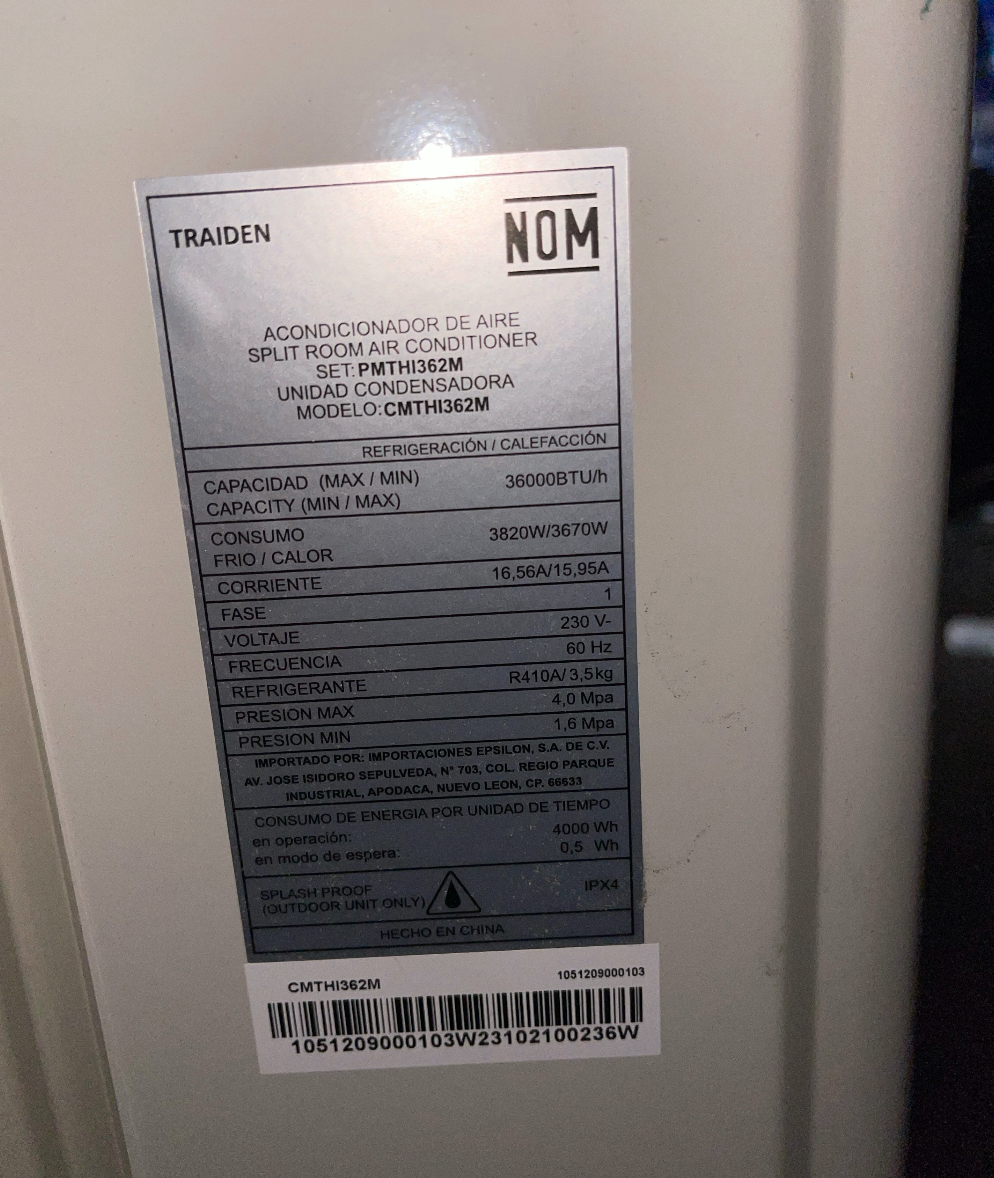 TRAIDEN
NOM
ACONDICIONADOR DE AIRE
SPLIT ROOM AIR CONDITIONER
SET: PMTHI362M
UNIDAD CONDENSADORA
MODELO: CMTHI362M
REFRIGERACIÓN / CALEFACCIÓN
CAPACIDAD (MAX / MIN)
CAPACITY (MIN / MAX)
36000BTU/h
CONSUMO
FRIO / CALOR
3820W/3670W
CORRIENTE 16,56A/15,95A
FASE 1
VOLTAJE 230 V-
FRECUENCIA 60 Hz
REFRIGERANTE R410A/3,5kg
PRESION MAX 4,0 Mpa
PRESION MIN 1,6 Mpa
IMPORTADO POR: IMPORTACIONES EPSILON, S.A. DE C.V.
AV. JOSE ISIDORO SEPULVEDA, N° 703, COL. REGIO PARQUE
INDUSTRIAL, APODACA, NUEVO LEON, CP. 66633
CONSUMO DE ENERGIA POR UNIDAD DE TIEMPO
en operación: 4000 Wh
en modo de espera: 0,5 Wh
SPLASH PROOF
(OUTDOOR UNIT ONLY)
IPX4
HECHO EN CHINA
CMTHI362M 1051209000103
1051209000103W23102100236W